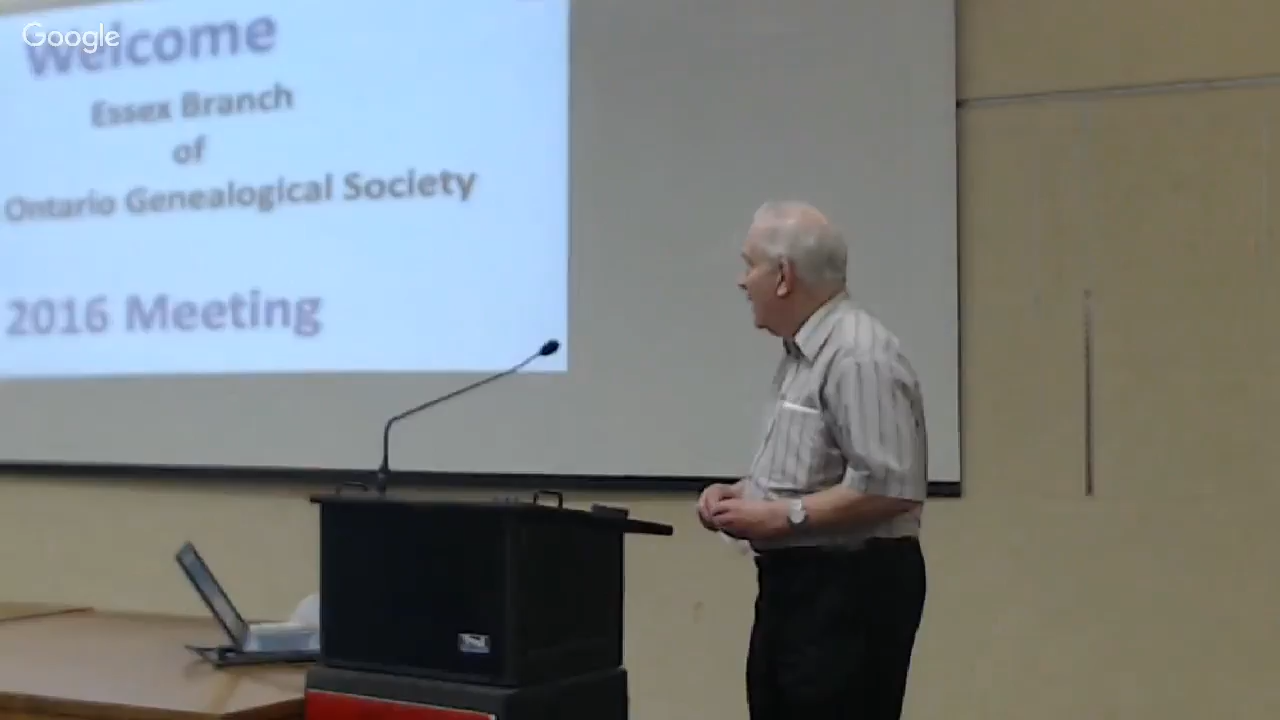 Google
Welcome
Essex Branch
of
Ontario Genealogical Society
2016 Meeting